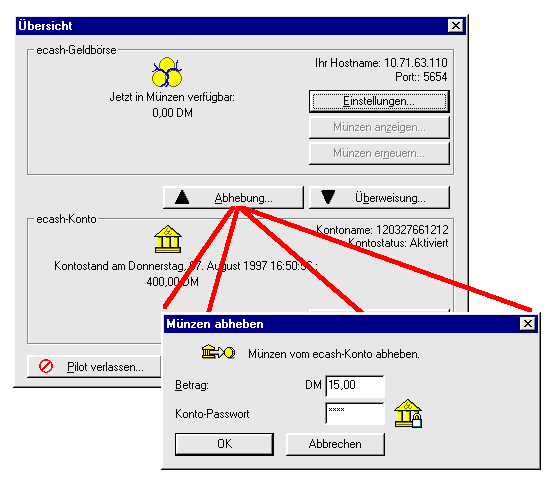 Übersicht
ecash-Geldbörse
Ihr Hostname: 10.71.63.110
Port:: 5654
Jetzt in Münzen verfügbar:
0,00 DM
Einstellungen...
Münzen anzeigen...
Münzen erneuern...
Abhebung...
Überweisung...
ecash-Konto
Kontoname: 120327661212
Kontostatus: Aktiviert
Kontostand am Donnerstag, 07. August 1997 16:50:56 :
400,00 DM
Pilot verlassen...
Münzen abheben
Münzen vom ecash-Konto abheben.
Betrag:
DM 15,00
Konto-Passwort
****
OK
Abbrechen